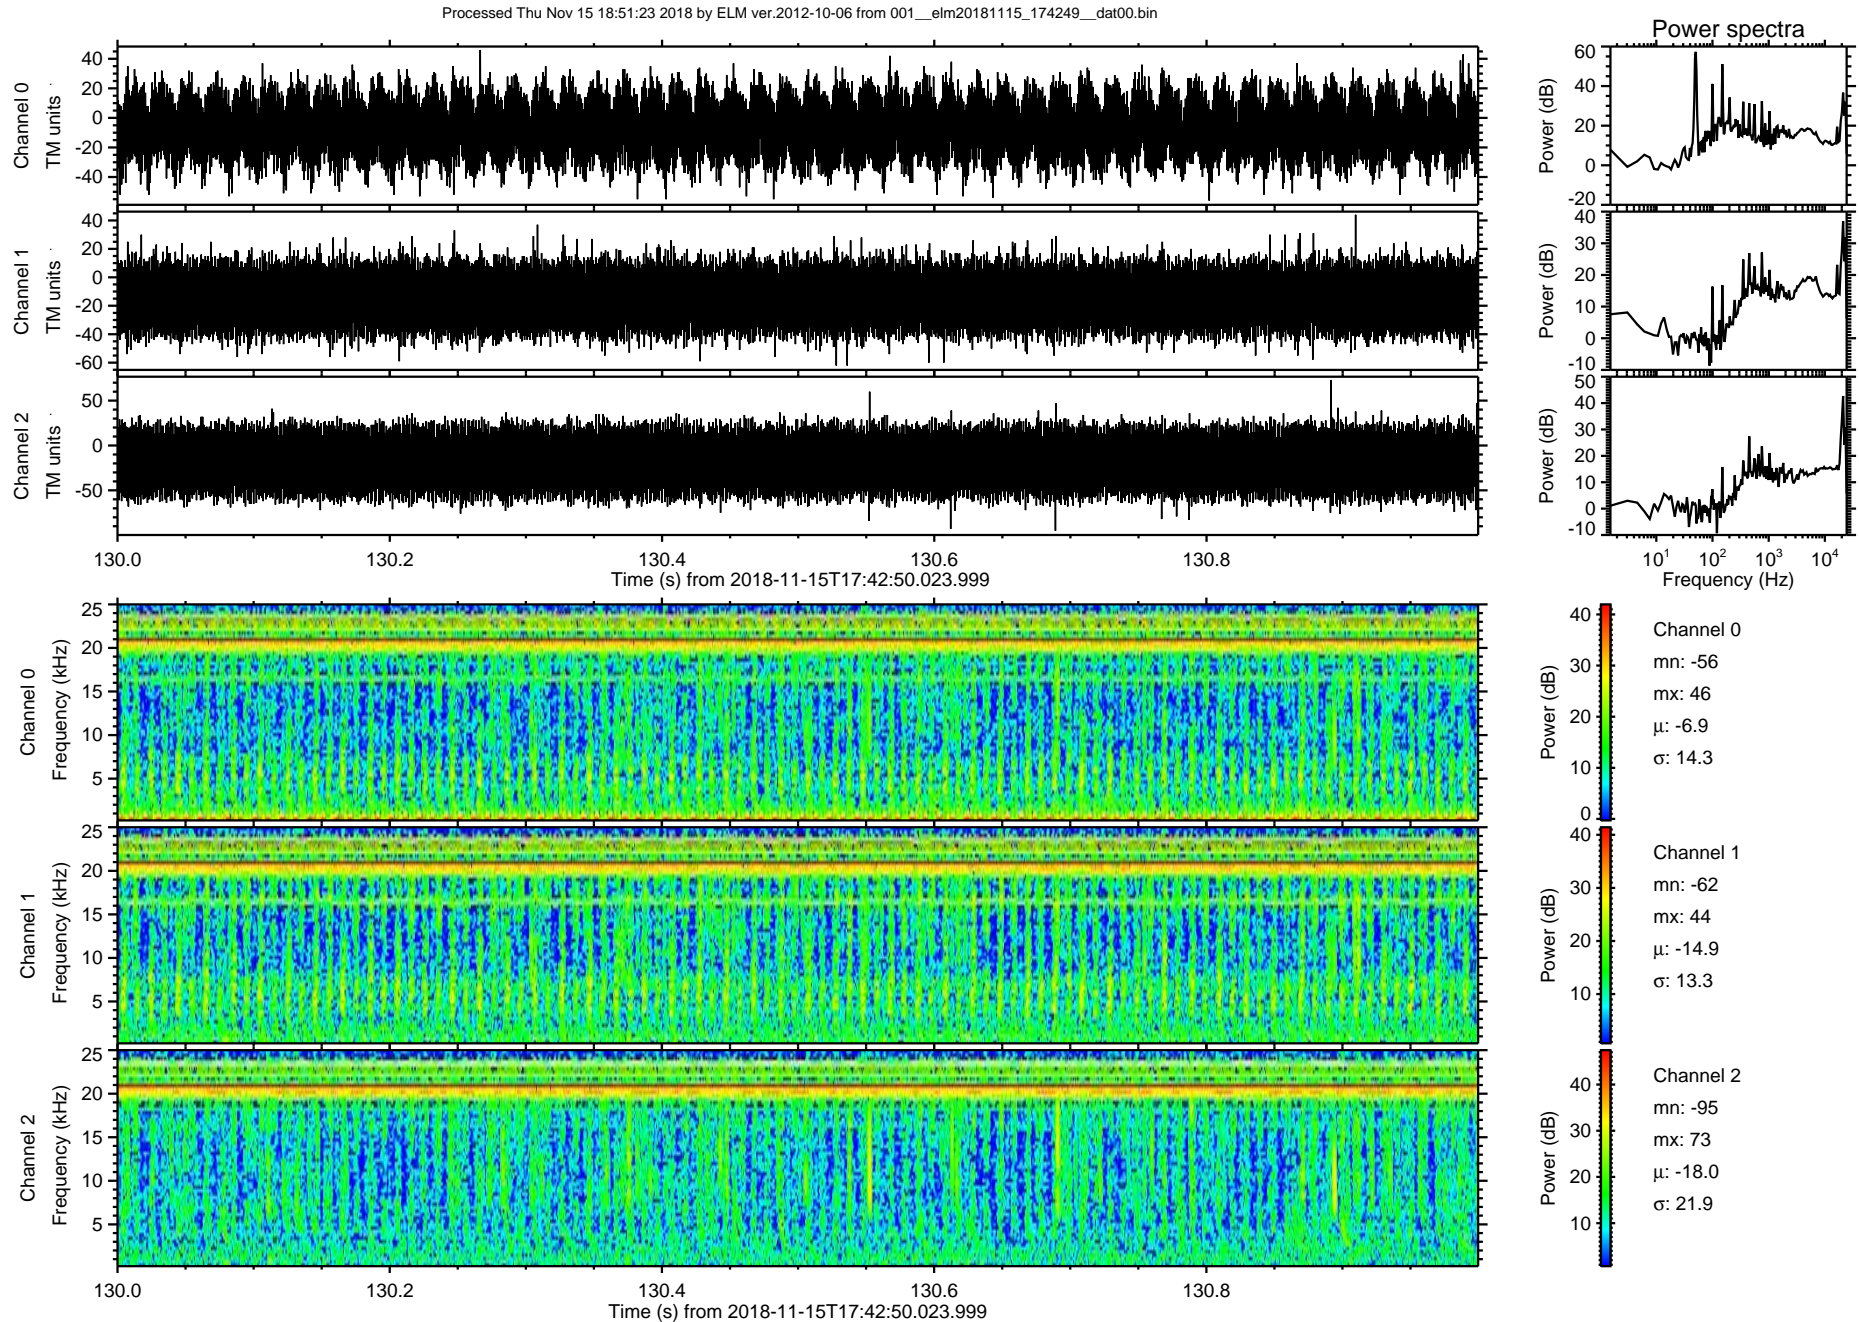 Processed Thu Nov 15 18:51:23 2018 by ELM ver.2012-10-06 from 001__elm20181115_174249__dat00.bin
Power spectra
Channel 0
TM units
40
20
0
-20
-40
Power (dB)
60
40
20
0
-20
Channel 1
TM units
40
20
0
-20
-40
-60
Power (dB)
40
30
20
10
0
-10
Channel 2
TM units
50
0
-50
Power (dB)
50
40
30
20
10
0
-10
130.0 130.2 130.4 130.6 130.8
Time (s) from 2018-11-15T17:42:50.023.999
10¹ 10² 10³ 10⁴
Frequency (Hz)
Channel 0
Frequency (kHz)
25
20
15
10
5
Power (dB)
40
30
20
10
0
Channel 0
mn: -56
mx: 46
μ: -6.9
σ: 14.3
Channel 1
Frequency (kHz)
25
20
15
10
5
Power (dB)
40
30
20
10
Channel 1
mn: -62
mx: 44
μ: -14.9
σ: 13.3
Channel 2
Frequency (kHz)
25
20
15
10
5
Power (dB)
40
30
20
10
Channel 2
mn: -95
mx: 73
μ: -18.0
σ: 21.9
130.0 130.2 130.4 130.6 130.8
Time (s) from 2018-11-15T17:42:50.023.999